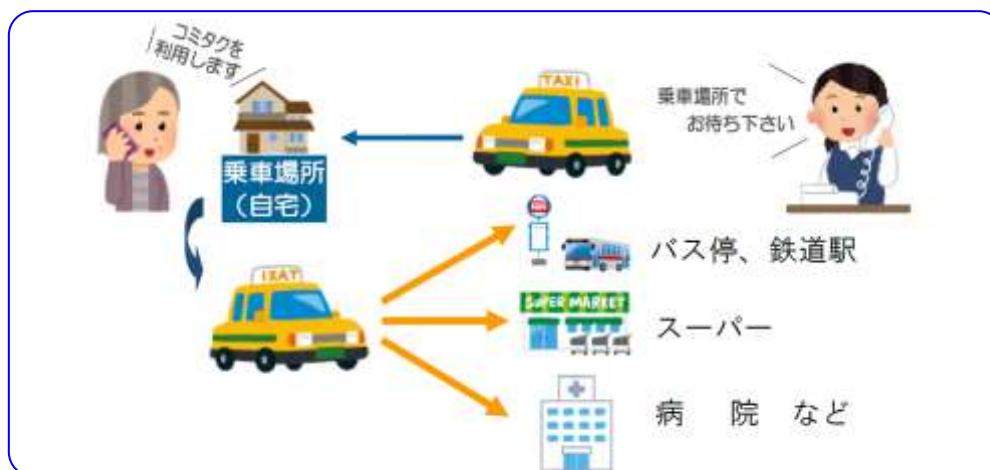 コミタクを
利用します
乗車場所
(自宅)
TAXI
乗車場所で
お待ち下さい
IXAT
バス停、鉄道駅
SUPER MARKET
スーパー
病 院 など